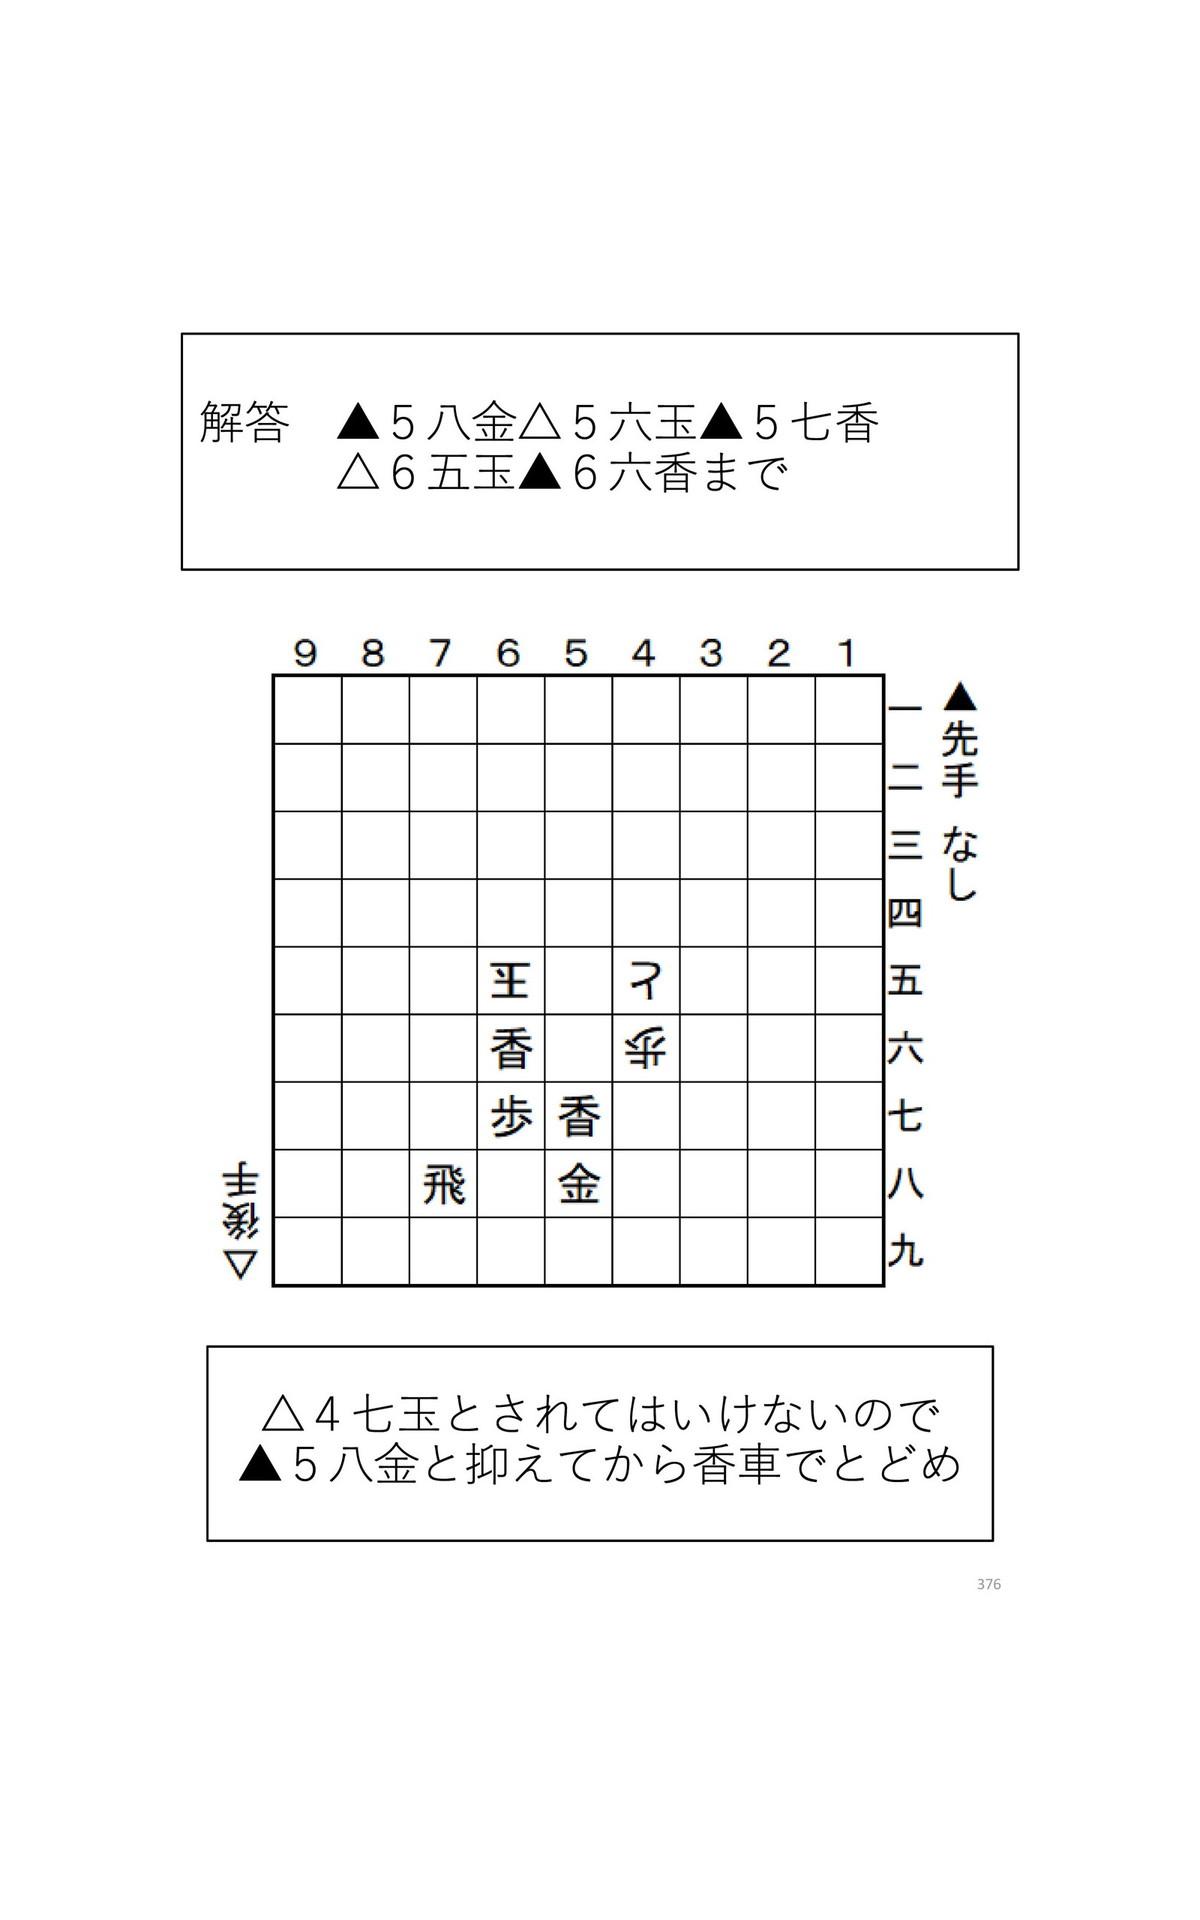 解答　▲５八金△５六玉▲５七香
△６五玉▲６六香まで
9 8 7 6 5 4 3 2 1
一
二
三
四
五
六
七
八
九
▲先手 なし
王 と
香 歩
歩 香
飛 金
△後手
△４七玉とされてはいけないので
▲５八金と抑えてから香車でとどめ
376